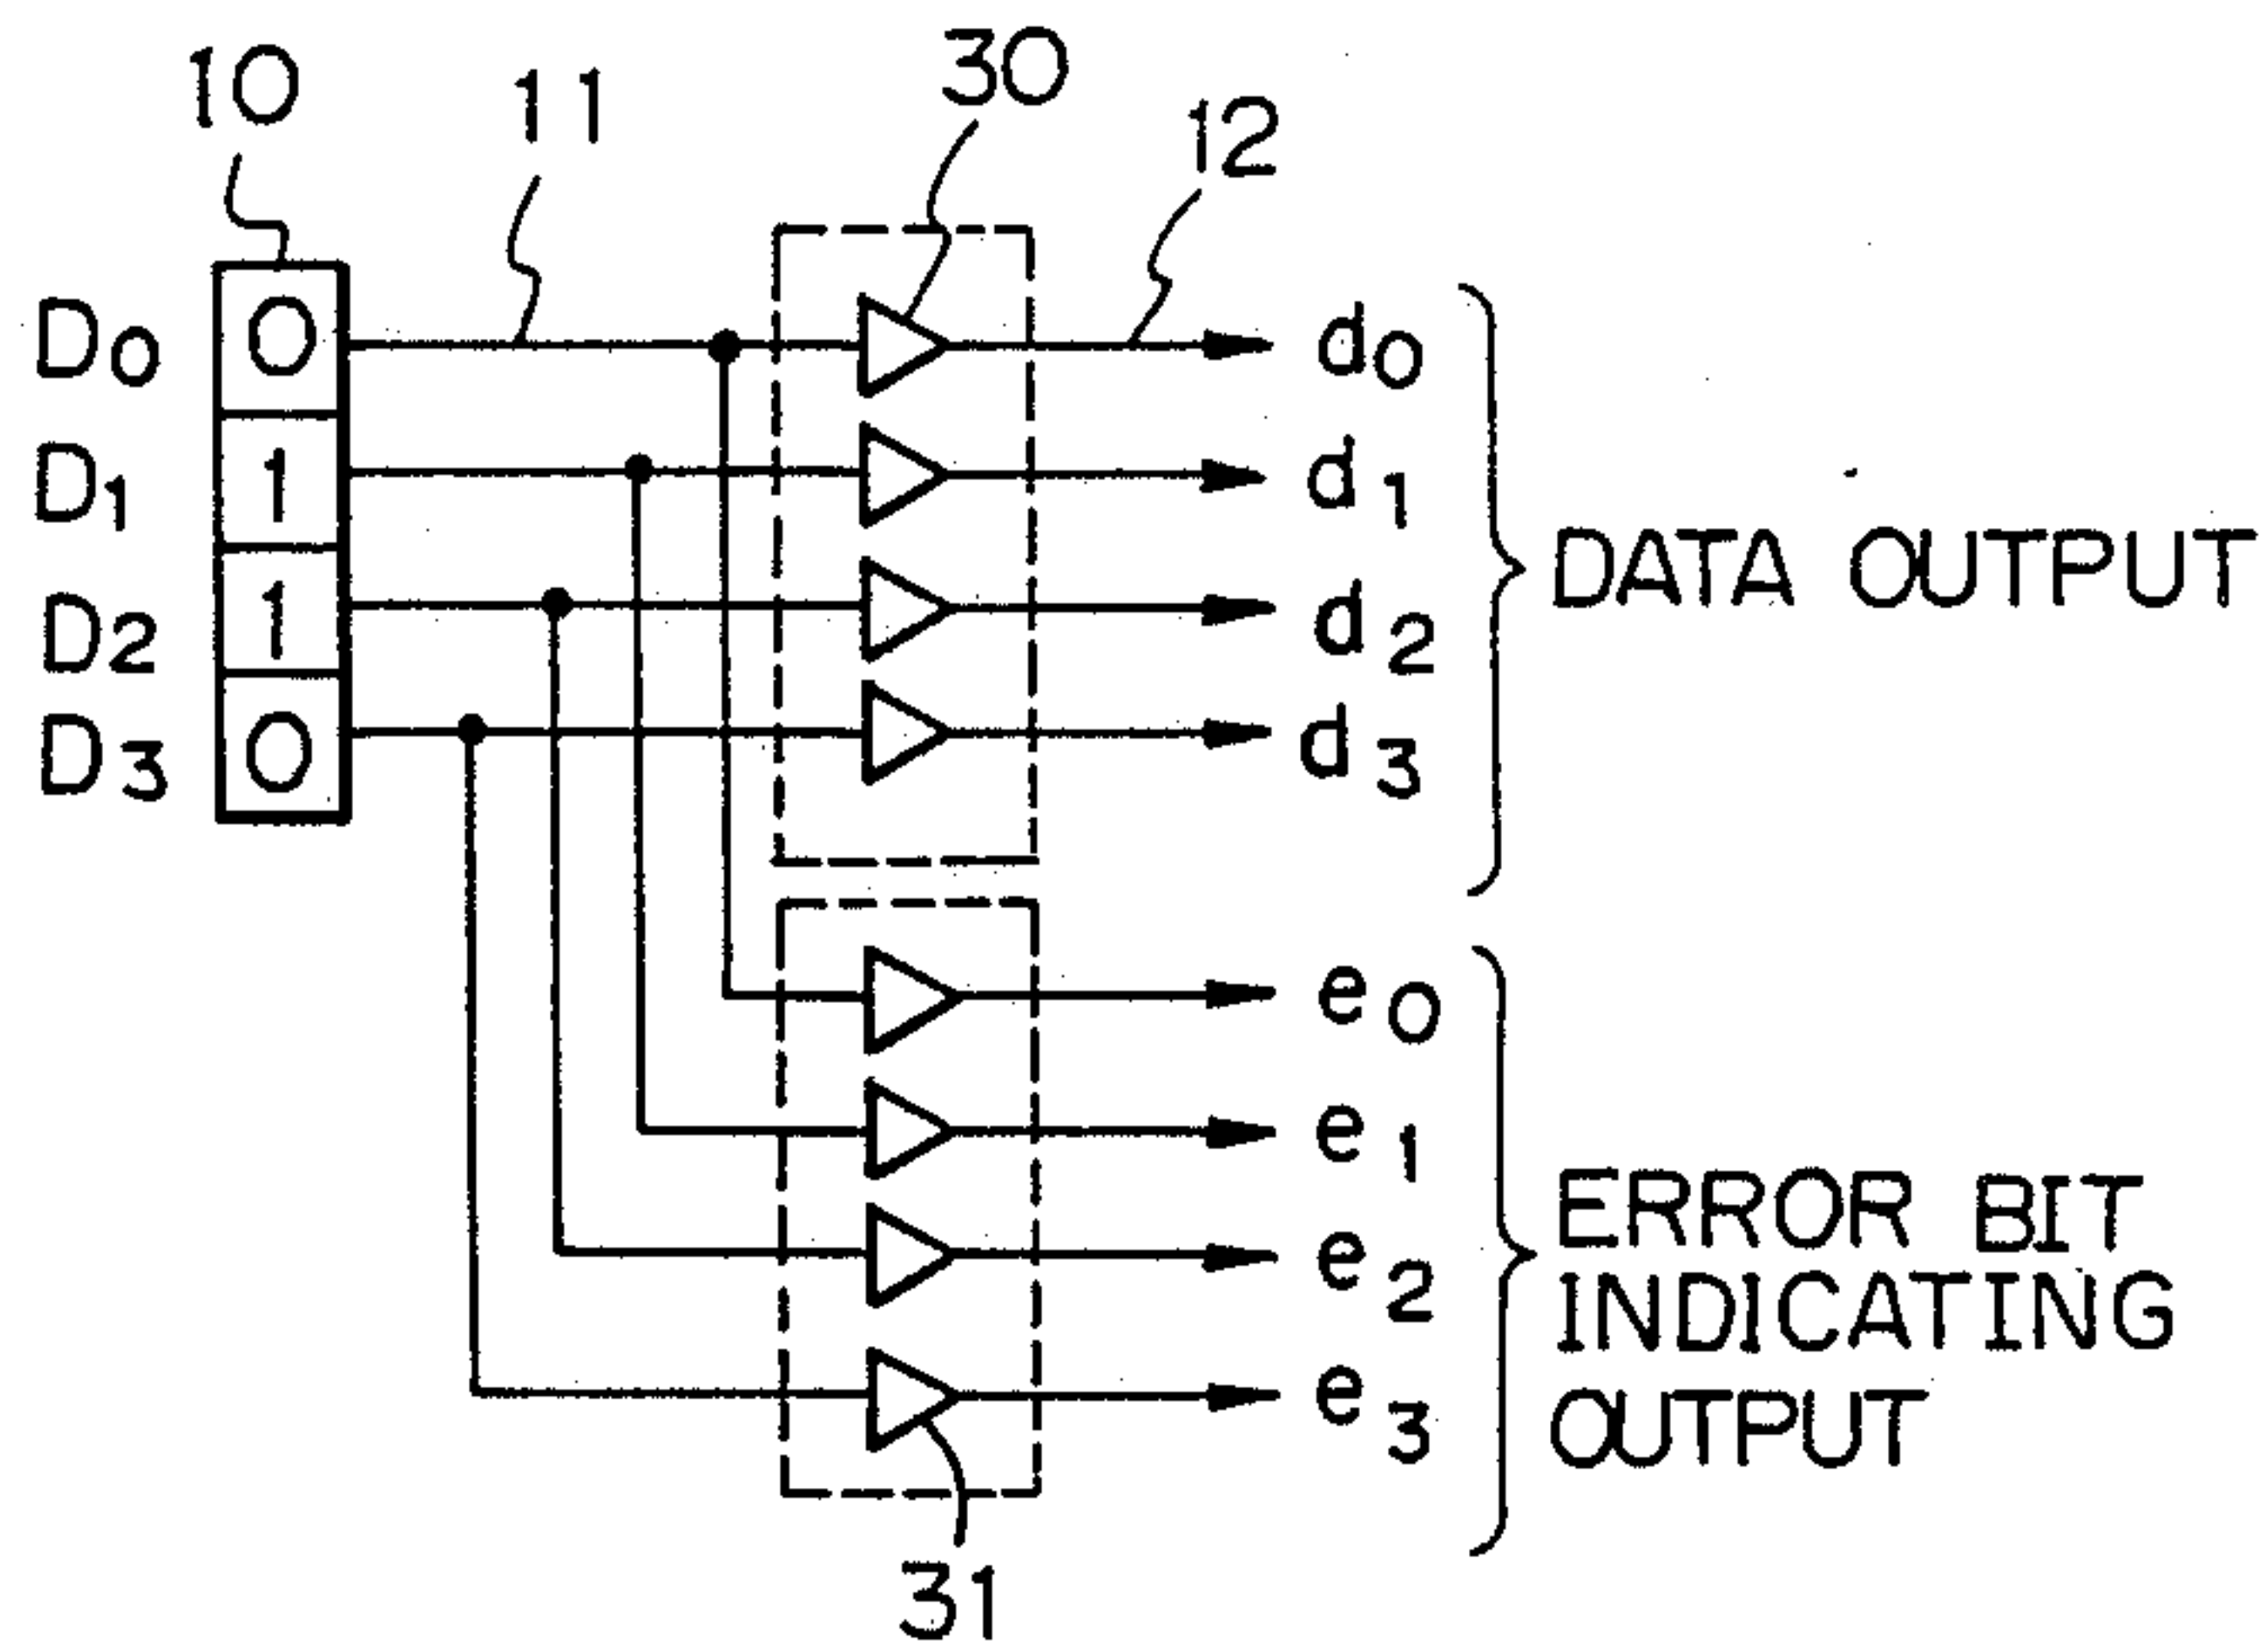 10
11
30
12
D0 0 d0
D1 1 d1
D2 1 d2
D3 0 d3
DATA OUTPUT
e0
e1
e2
e3
ERROR BIT
INDICATING
OUTPUT
31